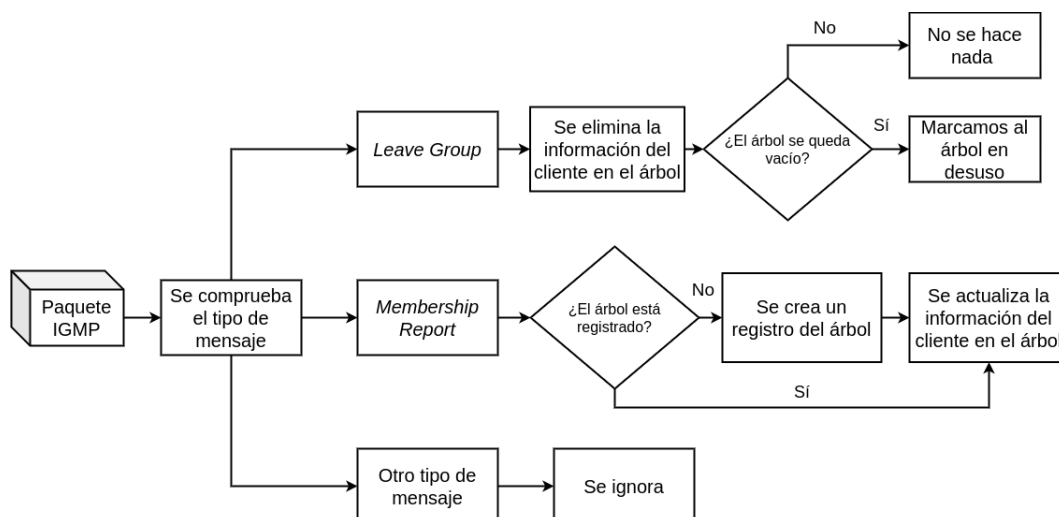 No
No se hace
nada
Leave Group
Se elimina la
información del
cliente en el árbol
¿El árbol se queda
vacío?
Sí
Marcamos al
árbol en
desuso
Paquete
IGMP
Se comprueba
el tipo de
mensaje
Membership
Report
¿El árbol está
registrado?
No
Se crea un
registro del árbol
Se actualiza la
información del
cliente en el árbol
Sí
Otro tipo de
mensaje
Se ignora